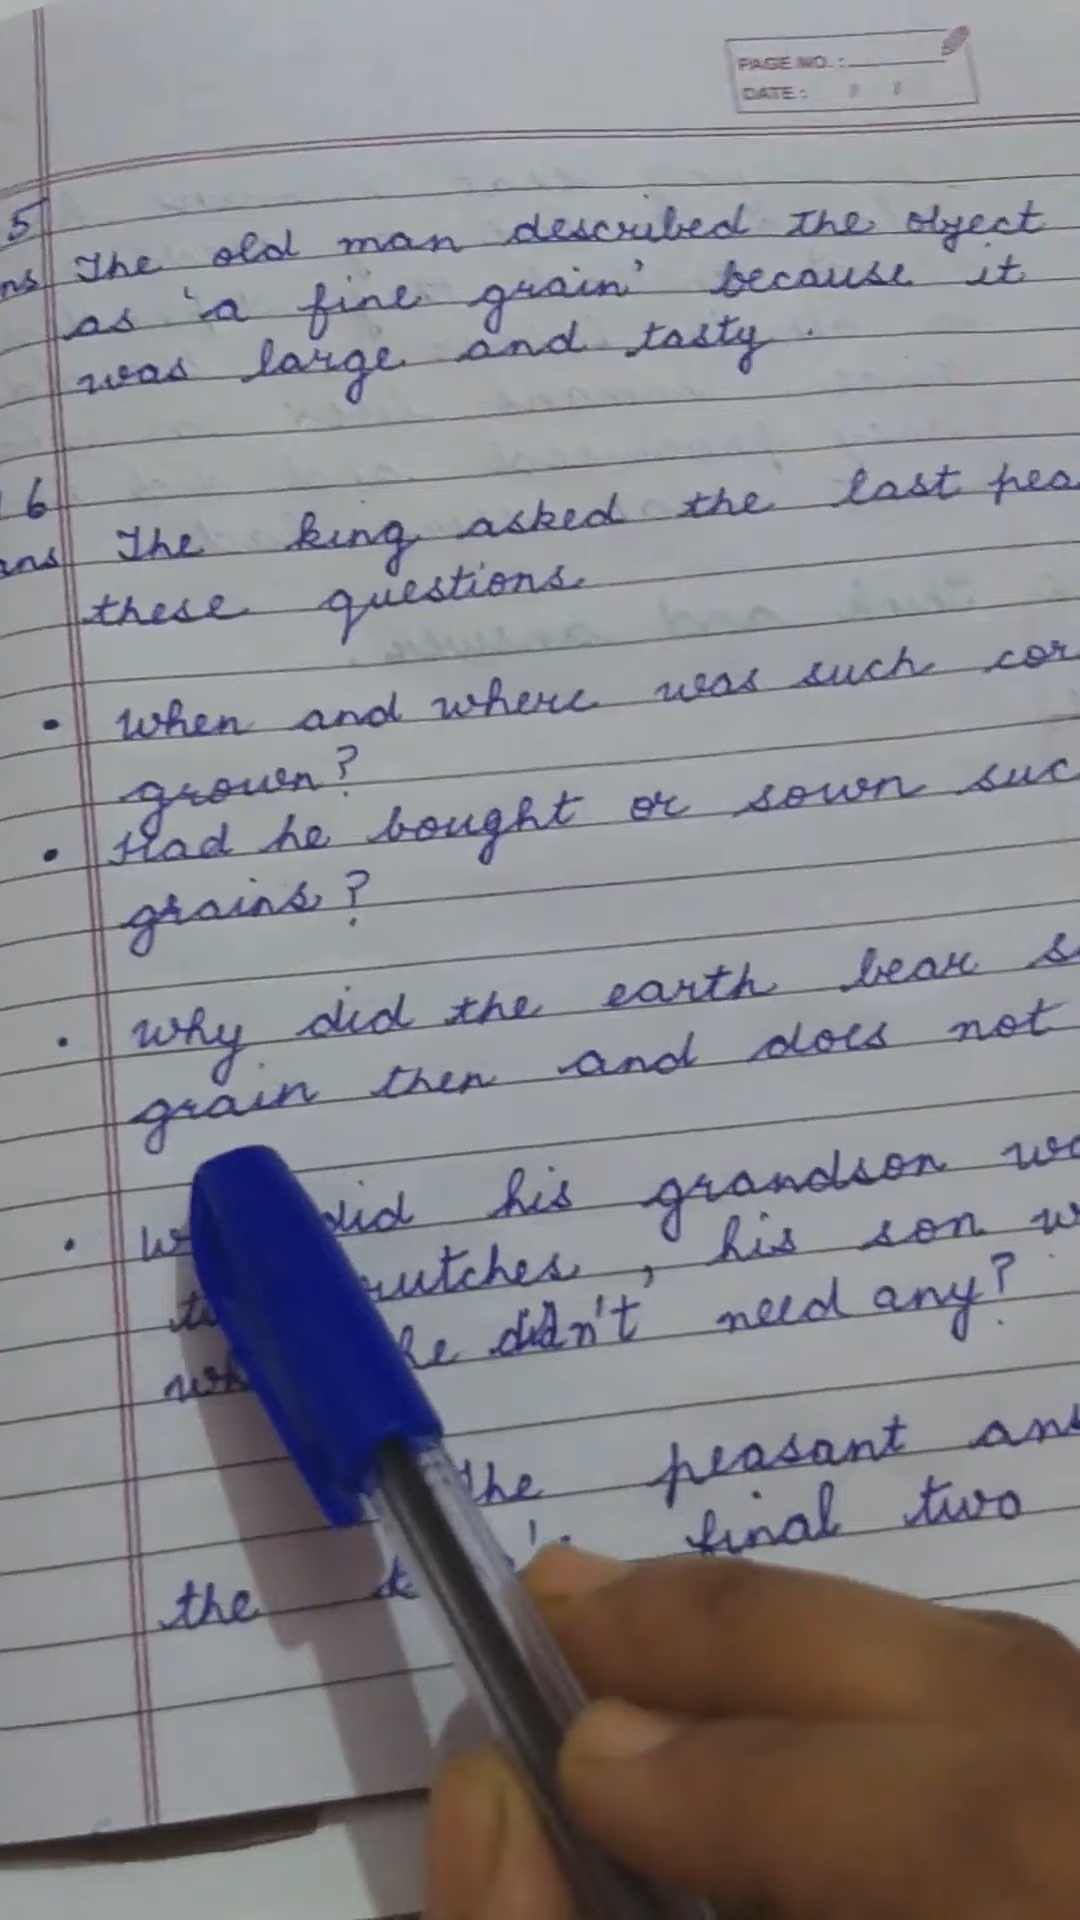 PAGE NO. :
DATE :
5
ns The old man described the object
as 'a fine grain' because it
was large and tasty.
6
ans The king asked the last pea
these questions.
• When and where was such cor
grown?
• Had he bought or sown suc
grains?
• Why did the earth bear s
grain then and does not
• did his grandson
rutches, his son w
he didn't need any?
the peasant ans
the final two